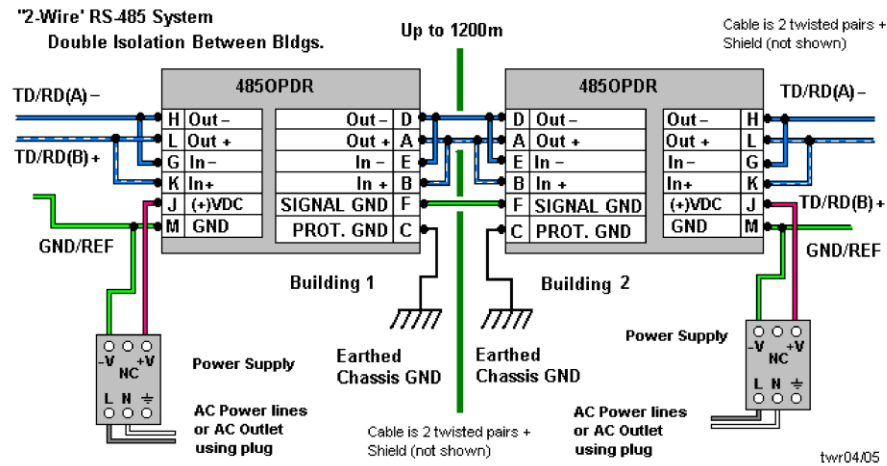 "2-Wire' RS-485 System
Double Isolation Between Bldgs.
Up to 1200m
Cable is 2 twisted pairs +
Shield (not shown)
TD/RD(A)–
TD/RD(B)+
GND/REF
485OPDR
H Out – Out – D
L Out + Out + A
G In – In – E
K In+ In + B
J (+)VDC SIGNAL GND F
M GND PROT. GND C
485OPDR
D Out – Out – H
A Out + Out + L
E In – In – G
B In + In+ K
F SIGNAL GND (+)VDC J
C PROT. GND GND M
TD/RD(A)–
TD/RD(B)+
GND/REF
Building 1
Building 2
Earthed
Chassis GND
Earthed
Chassis GND
-V +V
NC
L N
Power Supply
AC Power lines
or AC Outlet
using plug
Cable is 2 twisted pairs +
Shield (not shown)
Power Supply
-V +V
NC
L N
AC Power lines
or AC Outlet
using plug
twr04/05